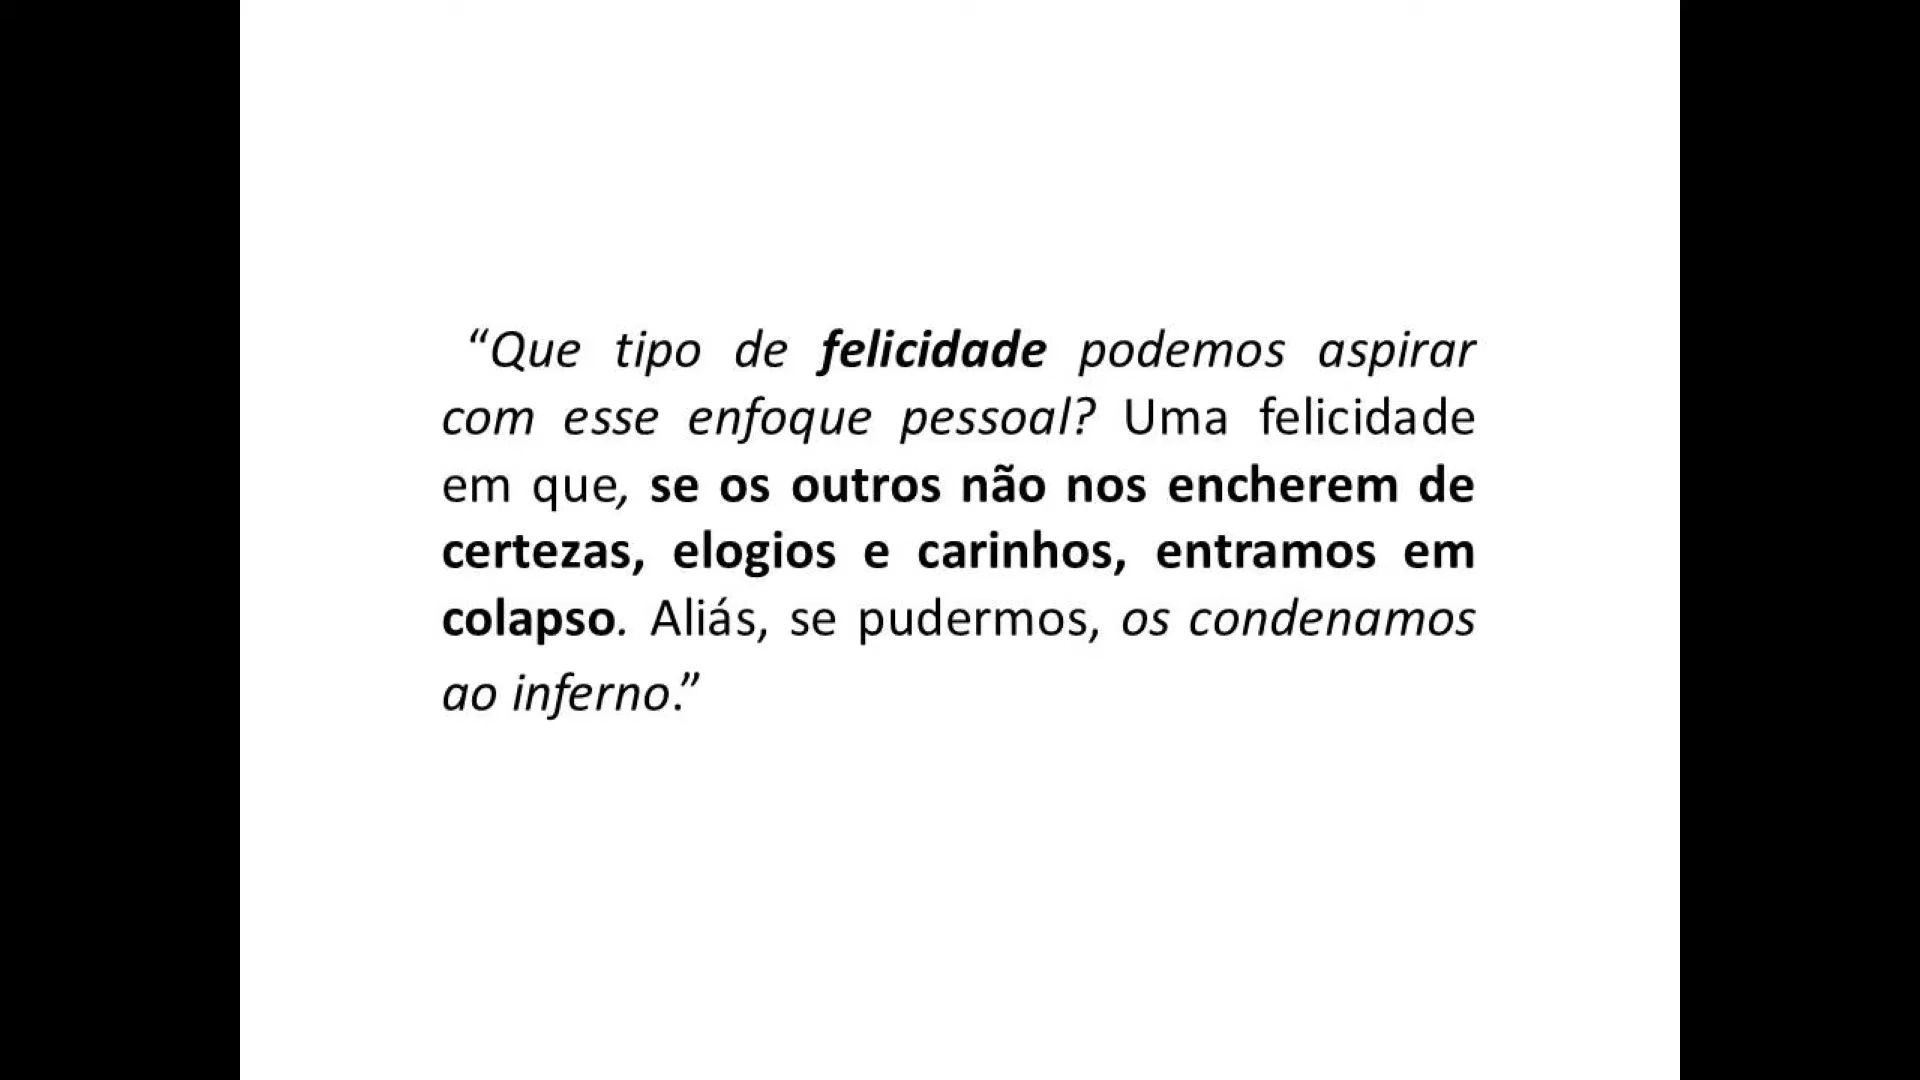 “Que tipo de felicidade podemos aspirar
com esse enfoque pessoal? Uma felicidade
em que, se os outros não nos encherem de
certezas, elogios e carinhos, entramos em
colapso. Aliás, se pudermos, os condenamos
ao inferno.”